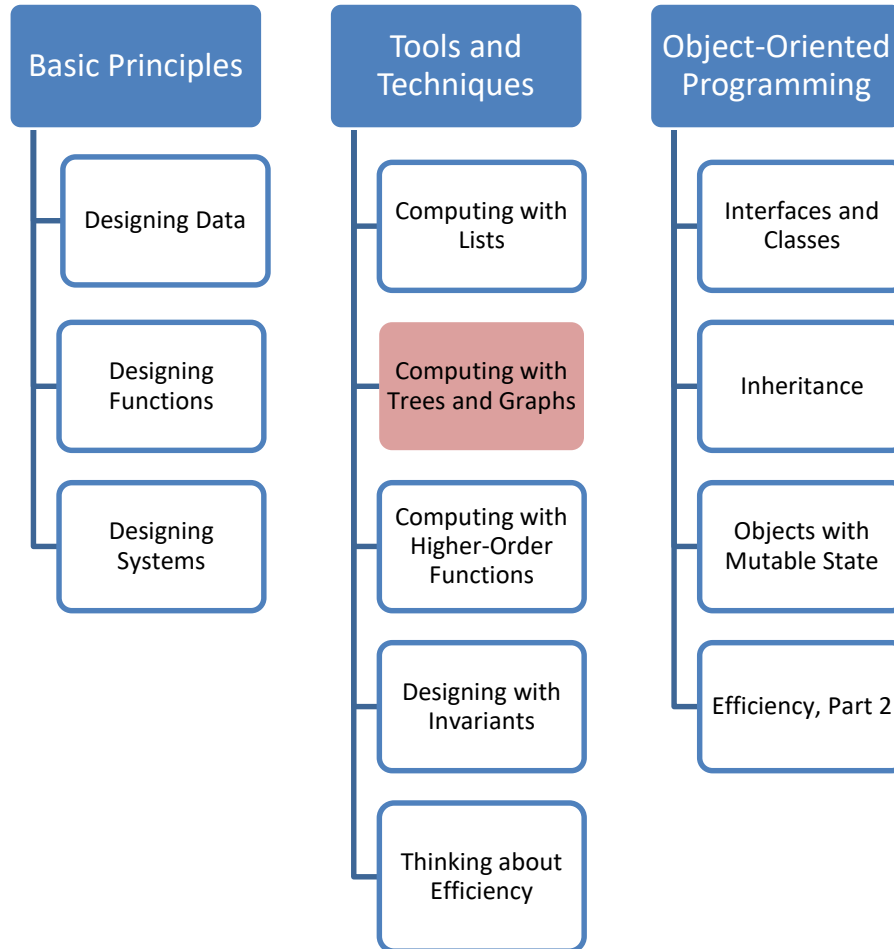 Basic Principles
Designing Data
Designing
Functions
Designing
Systems
Tools and
Techniques
Computing with
Lists
Computing with
Trees and Graphs
Computing with
Higher-Order
Functions
Designing with
Invariants
Thinking about
Efficiency
Object-Oriented
Programming
Interfaces and
Classes
Inheritance
Objects with
Mutable State
Efficiency, Part 2